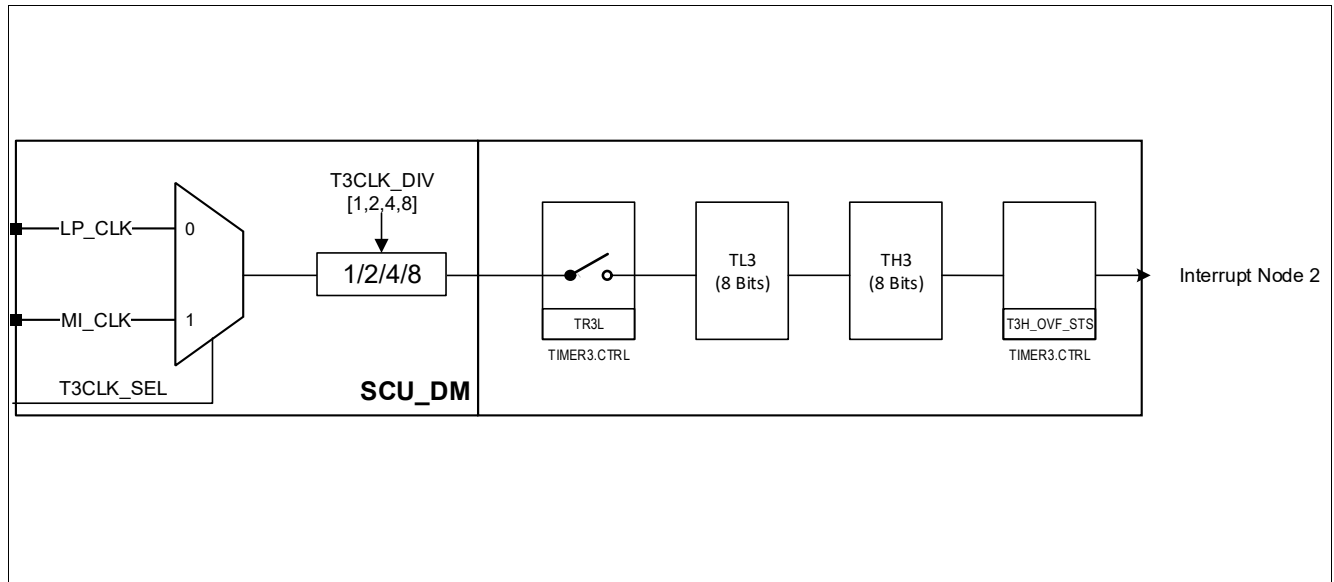 T3CLK_DIV
[1,2,4,8]
LP_CLK
0
1/2/4/8
MI_CLK
1
T3CLK_SEL
SCU_DM
TR3L
TIMER3.CTRL
TL3
(8 Bits)
TH3
(8 Bits)
T3H_OVF_STS
TIMER3.CTRL
Interrupt Node 2